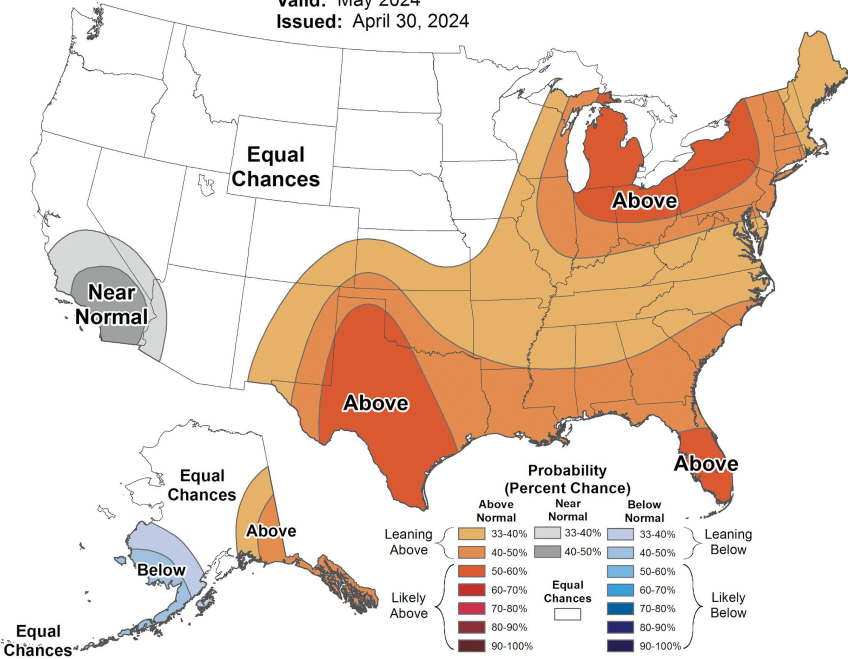 Valid: May 2024
Issued: April 30, 2024
Equal
Chances
Above
Near
Normal
Above
Above
Equal
Chances
Above
Below
Equal
Chances
Probability
(Percent Chance)
Above
Normal
Near
Normal
Below
Normal
Leaning
Above
33-40%
33-40%
33-40%
Leaning
Below
40-50%
40-50%
40-50%
Likely
Above
50-60%
60-70%
70-80%
80-90%
90-100%
Equal
Chances
50-60%
60-70%
70-80%
80-90%
90-100%
Likely
Below